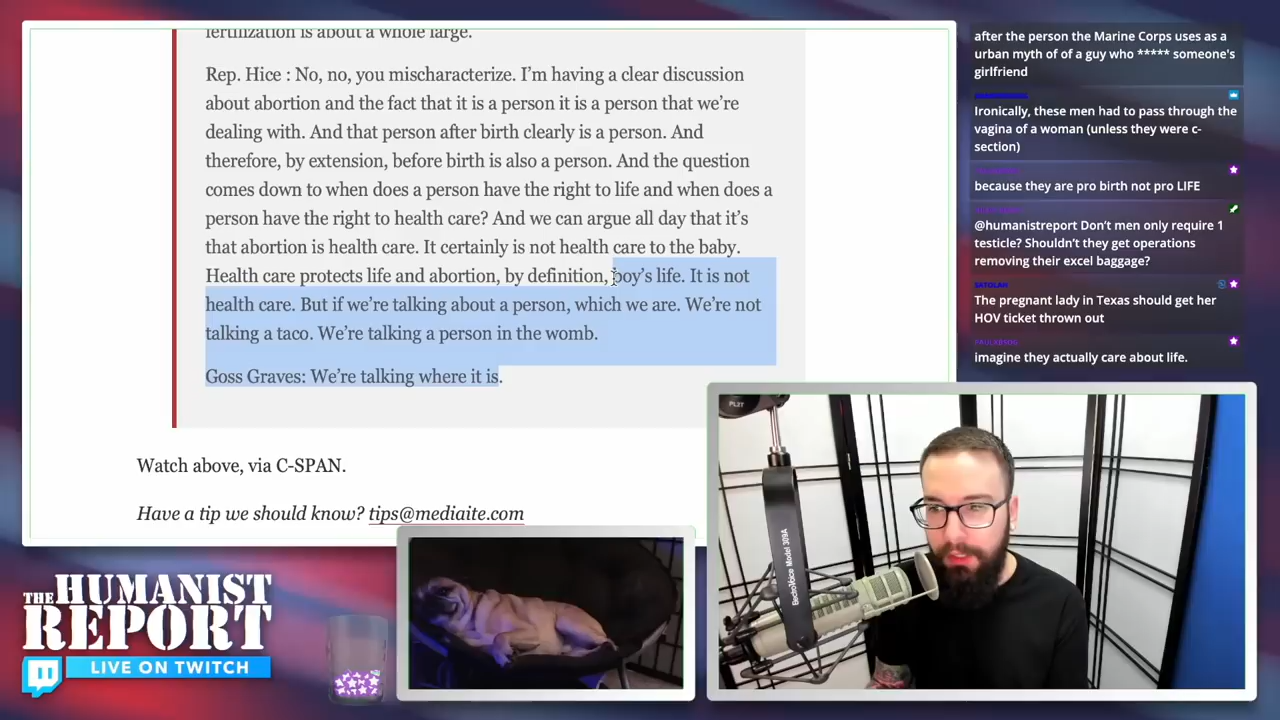 fertilization is about a whole large.
Rep. Hice : No, no, you mischaracterize. I'm having a clear discussion
about abortion and the fact that it is a person it is a person that we're
dealing with. And that person after birth clearly is a person. And
therefore, by extension, before birth is also a person. And the question
comes down to when does a person have the right to life and when does a
person have the right to health care? And we can argue all day that it's
that abortion is health care. It certainly is not health care to the baby.
Health care protects life and abortion, by definition, boy's life. It is not
health care. But if we're talking about a person, which we are. We're not
talking a taco. We're talking a person in the womb.
Goss Graves: We're talking where it is.
Watch above, via C-SPAN.
Have a tip we should know? tips@mediaite.com
after the person the Marine Corps uses as a
urban myth of of a guy who ***** someone's
girlfriend
Ironically, these men had to pass through the
vagina of a woman (unless they were c-
section)
because they are pro birth not pro LIFE
@humanistreport Don't men only require 1
testicle? Shouldn't they get operations
removing their excel baggage?
The pregnant lady in Texas should get her
HOV ticket thrown out
imagine they actually care about life.
THE HUMANIST
REPORT
LIVE ON TWITCH
ElectroVoice Model 309A